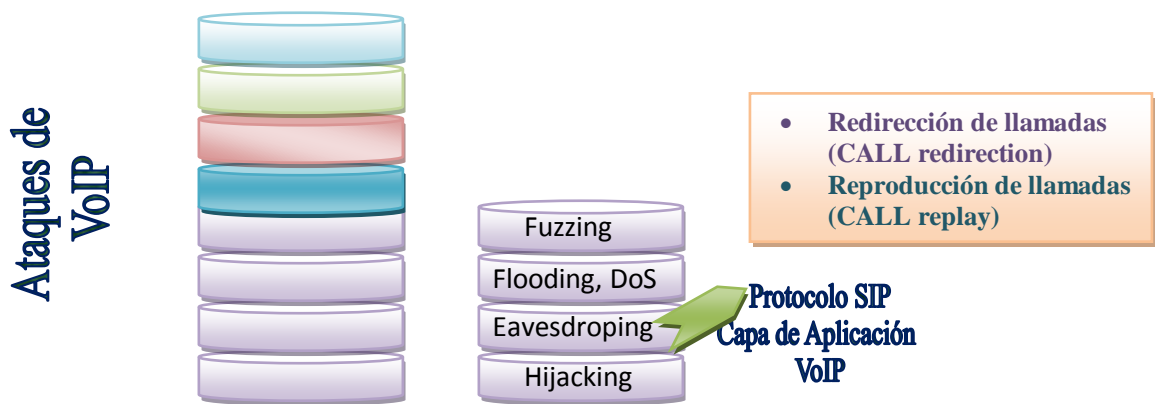 Ataques de
VoIP
Fuzzing
Flooding, DoS
Eavesdroping
Hijacking
• Redirección de llamadas
(CALL redirection)
• Reproducción de llamadas
(CALL replay)
Protocolo SIP
Capa de Aplicación
VoIP